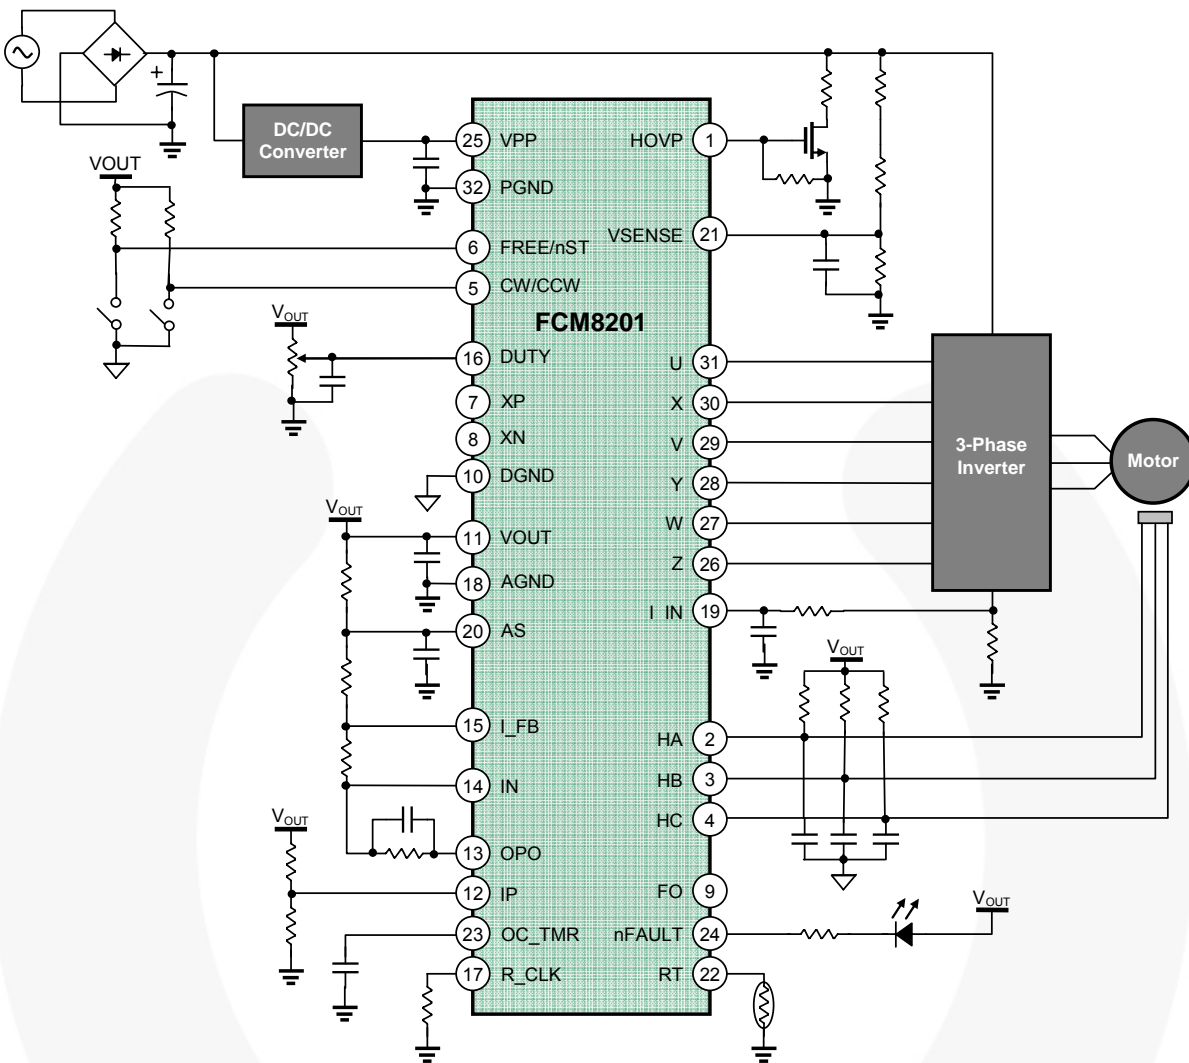 +
DC/DC
Converter
VOUT
25 VPP
32 PGND
6 FREE/nST
5 CW/CCW
VOUT
16 DUTY
7 XP
8 XN
10 DGND
VOUT
11 VOUT
18 AGND
20 AS
15 I_FB
14 IN
VOUT
13 OPO
12 IP
23 OC_TMR
17 R_CLK
FCM8201
HOVP 1
VSENSE 21
U 31
X 30
V 29
Y 28
W 27
Z 26
I IN 19
3-Phase
Inverter
Motor
VOUT
HA 2
HB 3
HC 4
FO 9
nFAULT 24
VOUT
RT 22